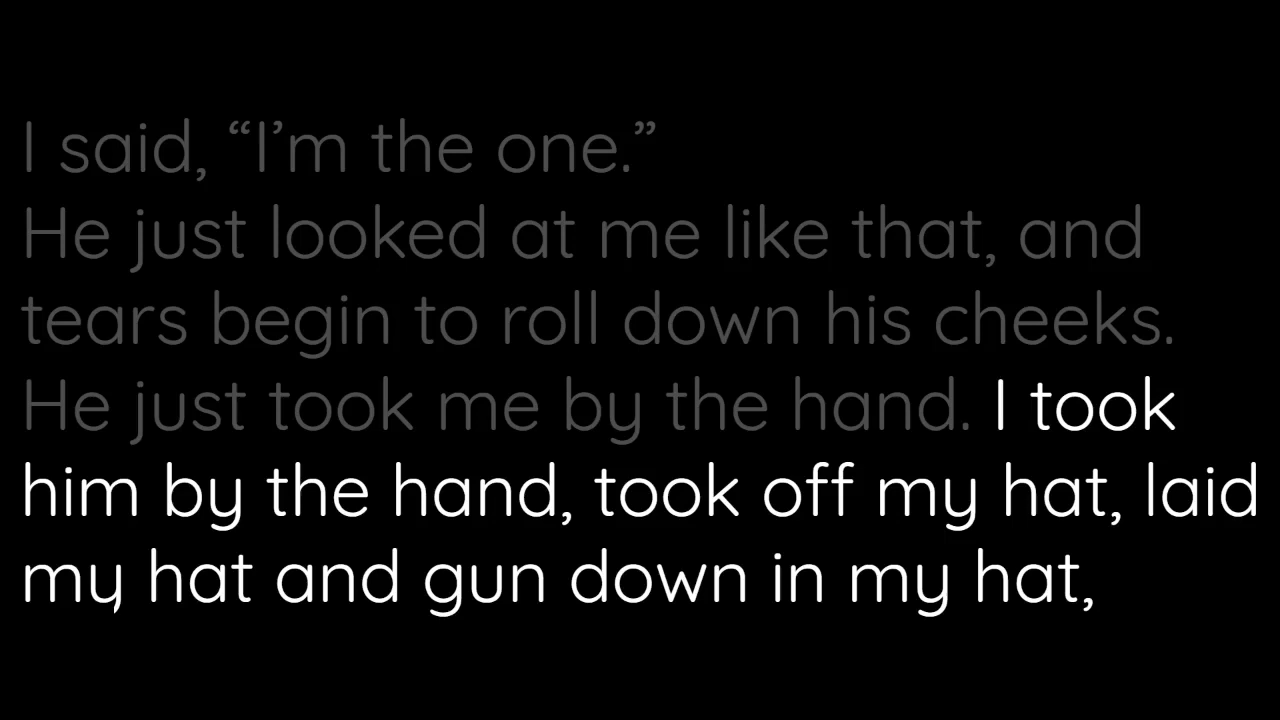 I said, “I’m the one.”
He just looked at me like that, and
tears begin to roll down his cheeks.
He just took me by the hand. I took
him by the hand, took off my hat, laid
my hat and gun down in my hat,